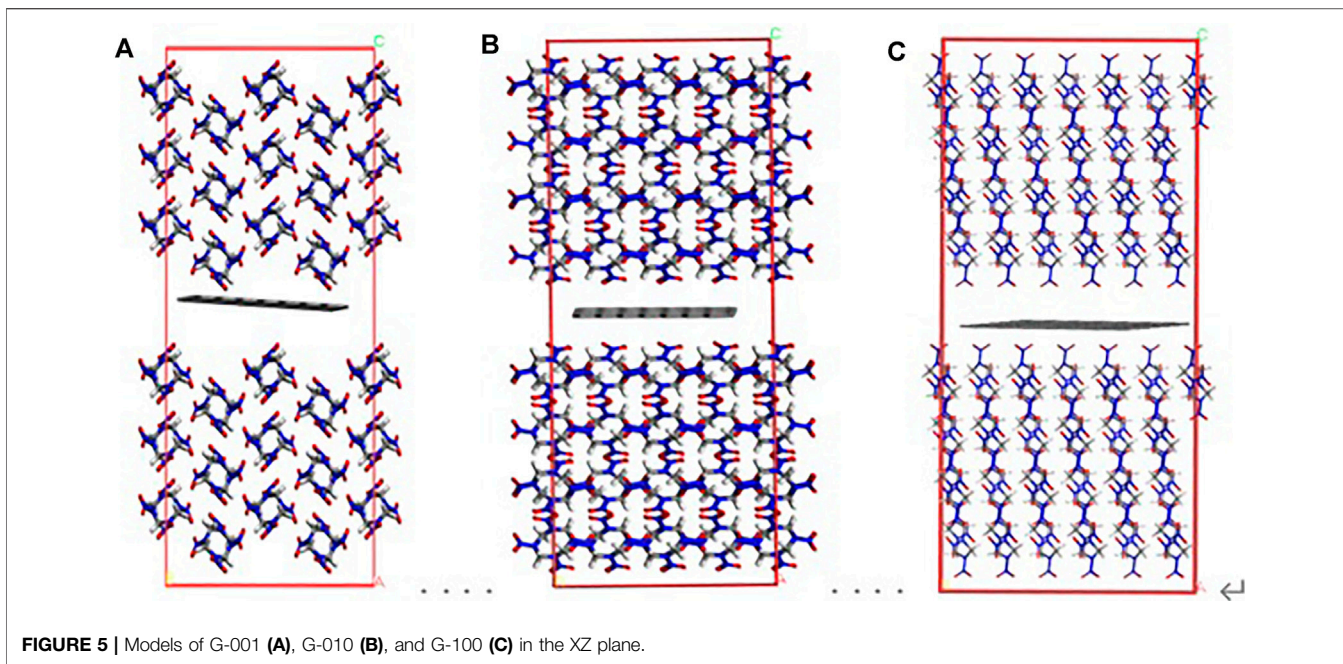 A
C
B
C
C
C
A
A
A
. . . .
. . . .
↵
FIGURE 5 | Models of G-001 (A), G-010 (B), and G-100 (C) in the XZ plane.